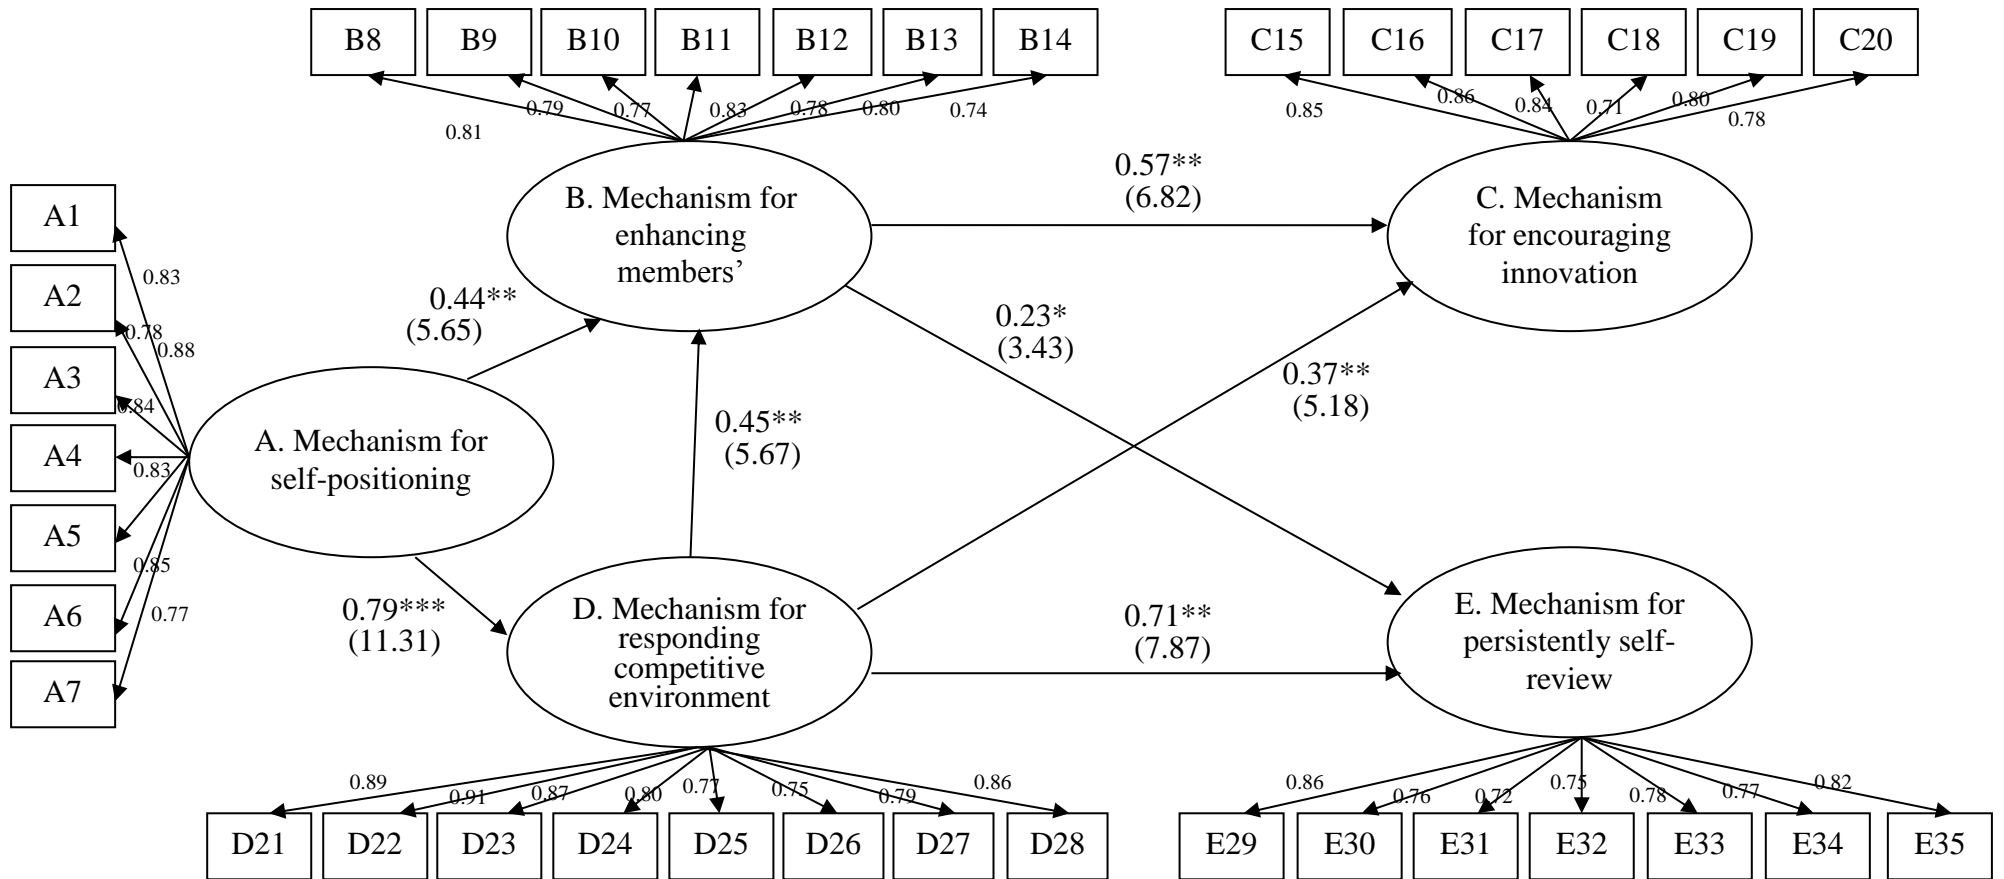 B8 B9 B10 B11 B12 B13 B14
C15 C16 C17 C18 C19 C20
0.81 0.79 0.77 0.83 0.78 0.80 0.74
0.85 0.86 0.84 0.71 0.80 0.78
A1
A2
A3
A4
A5
A6
A7
0.83
0.78
0.88
0.84
0.83
0.85
0.77
B. Mechanism for
enhancing
members’
0.57**
(6.82)
C. Mechanism
for encouraging
innovation
0.44**
(5.65)
0.23*
(3.43)
0.37**
(5.18)
0.45**
(5.67)
A. Mechanism for
self-positioning
0.79***
(11.31)
D. Mechanism for
responding
competitive
environment
0.71**
(7.87)
E. Mechanism for
persistently self-
review
0.89 0.91 0.87 0.80 0.77 0.75 0.79 0.86
0.86 0.76 0.72 0.75 0.78 0.77 0.82
D21 D22 D23 D24 D25 D26 D27 D28
E29 E30 E31 E32 E33 E34 E35